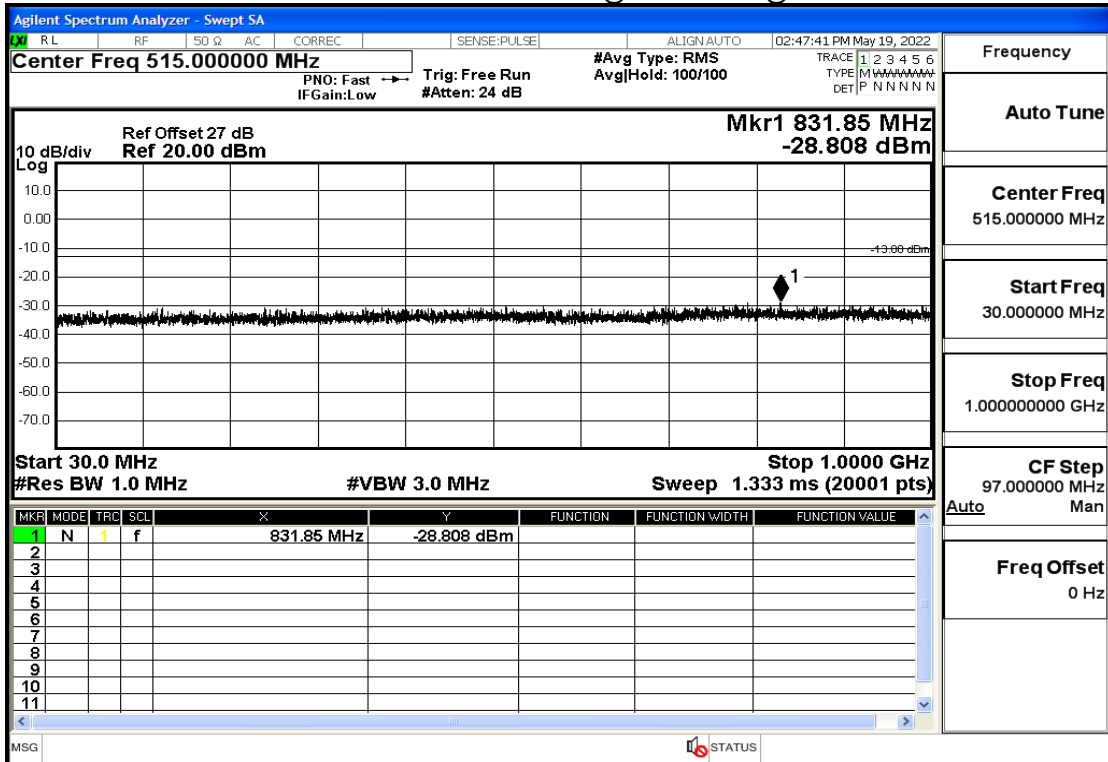 Agilent Spectrum Analyzer - Swept SA
LXI RL RF 50 Ω AC CORREC SENSE:PULSE ALIGN AUTO 02:47:41 PM May 19, 2022
Center Freq 515.000000 MHz
PNO: Fast
IFGain:Low
Trig: Free Run
#Atten: 24 dB
#Avg Type: RMS
Avg|Hold: 100/100
TRACE 1 2 3 4 5 6
TYPE M WWWWW
DET P N N N N N
Ref Offset 27 dB
10 dB/div Ref 20.00 dBm
Log
Mkr1 831.85 MHz
-28.808 dBm
10.0
0.00
-10.0
-13.00 dBm
-20.0
1
-30.0
-40.0
-50.0
-60.0
-70.0
Start 30.0 MHz Stop 1.0000 GHz
#Res BW 1.0 MHz #VBW 3.0 MHz Sweep 1.333 ms (20001 pts)
MKR MODE TRC SCL X Y FUNCTION FUNCTION WIDTH FUNCTION VALUE
1 N 1 f 831.85 MHz -28.808 dBm
2
3
4
5
6
7
8
9
10
11
MSG STATUS
Frequency
Auto Tune
Center Freq
515.000000 MHz
Start Freq
30.000000 MHz
Stop Freq
1.000000000 GHz
CF Step
97.000000 MHz
Auto Man
Freq Offset
0 Hz